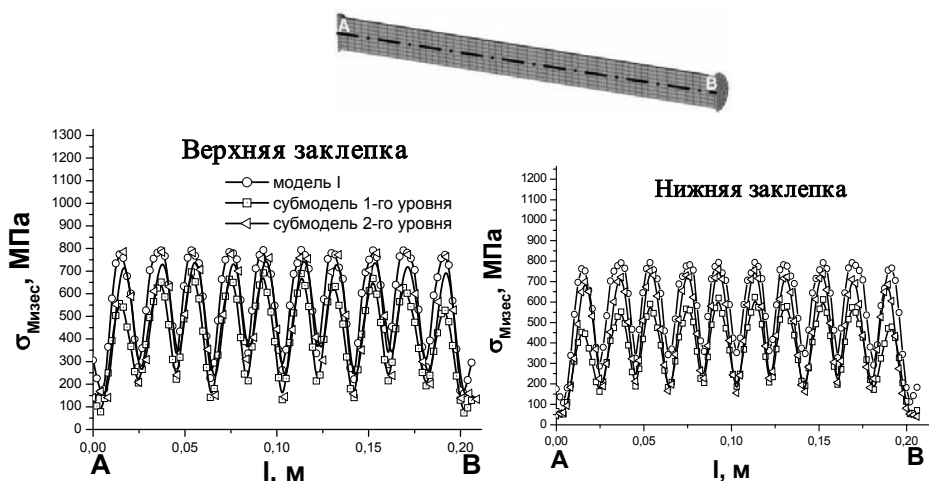 A
B
Верхняя заклепка
модель I
субмодель 1-го уровня
субмодель 2-го уровня
σМизес, МПа
1300
1200
1100
1000
900
800
700
600
500
400
300
200
100
0
0,00 0,05 0,10 0,15 0,20
A l, м B
Нижняя заклепка
σМизес, МПа
1200
1100
1000
900
800
700
600
500
400
300
200
100
0
0,00 0,05 0,10 0,15 0,20
A l, м B